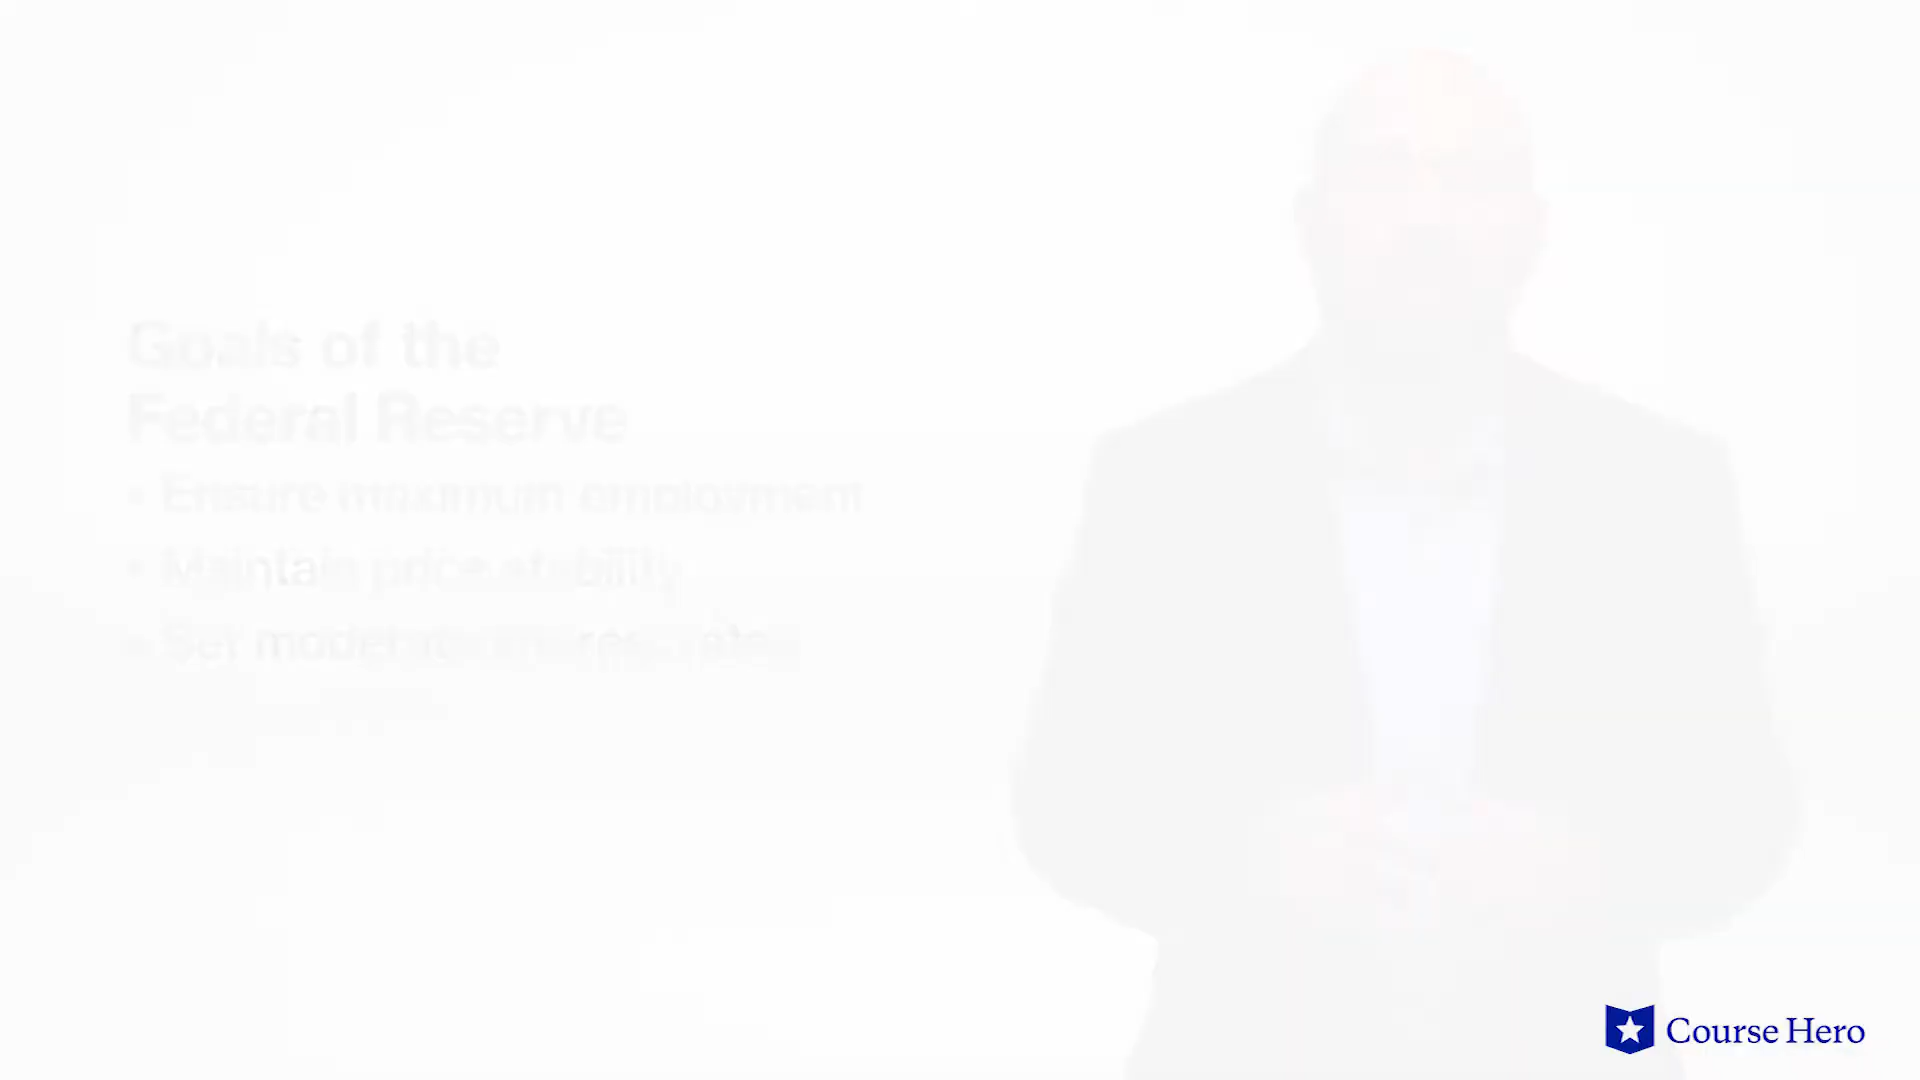 Goals of the
Federal Reserve
• Ensure maximum employment
• Maintain price stability
• Set moderate interest rates
Course Hero